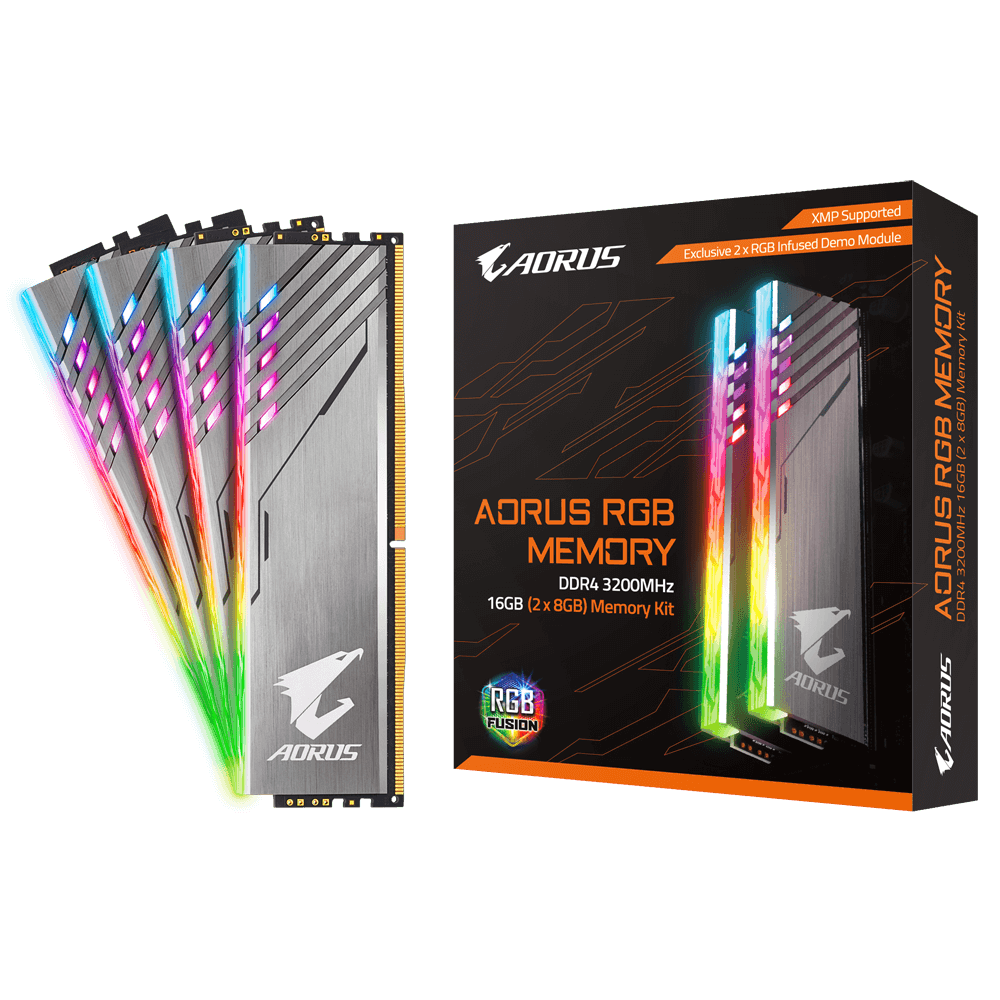 AORUS
AORUS
XMP Supported
Exclusive 2 x RGB Infused Demo Module
AORUS RGB
MEMORY
DDR4 3200MHz
16GB (2 x 8GB) Memory Kit
RGB
FUSION
AORUS
AORUS RGB MEMORY
DDR4 3200MHz 16GB (2 x 8GB) Memory Kit
AORUS